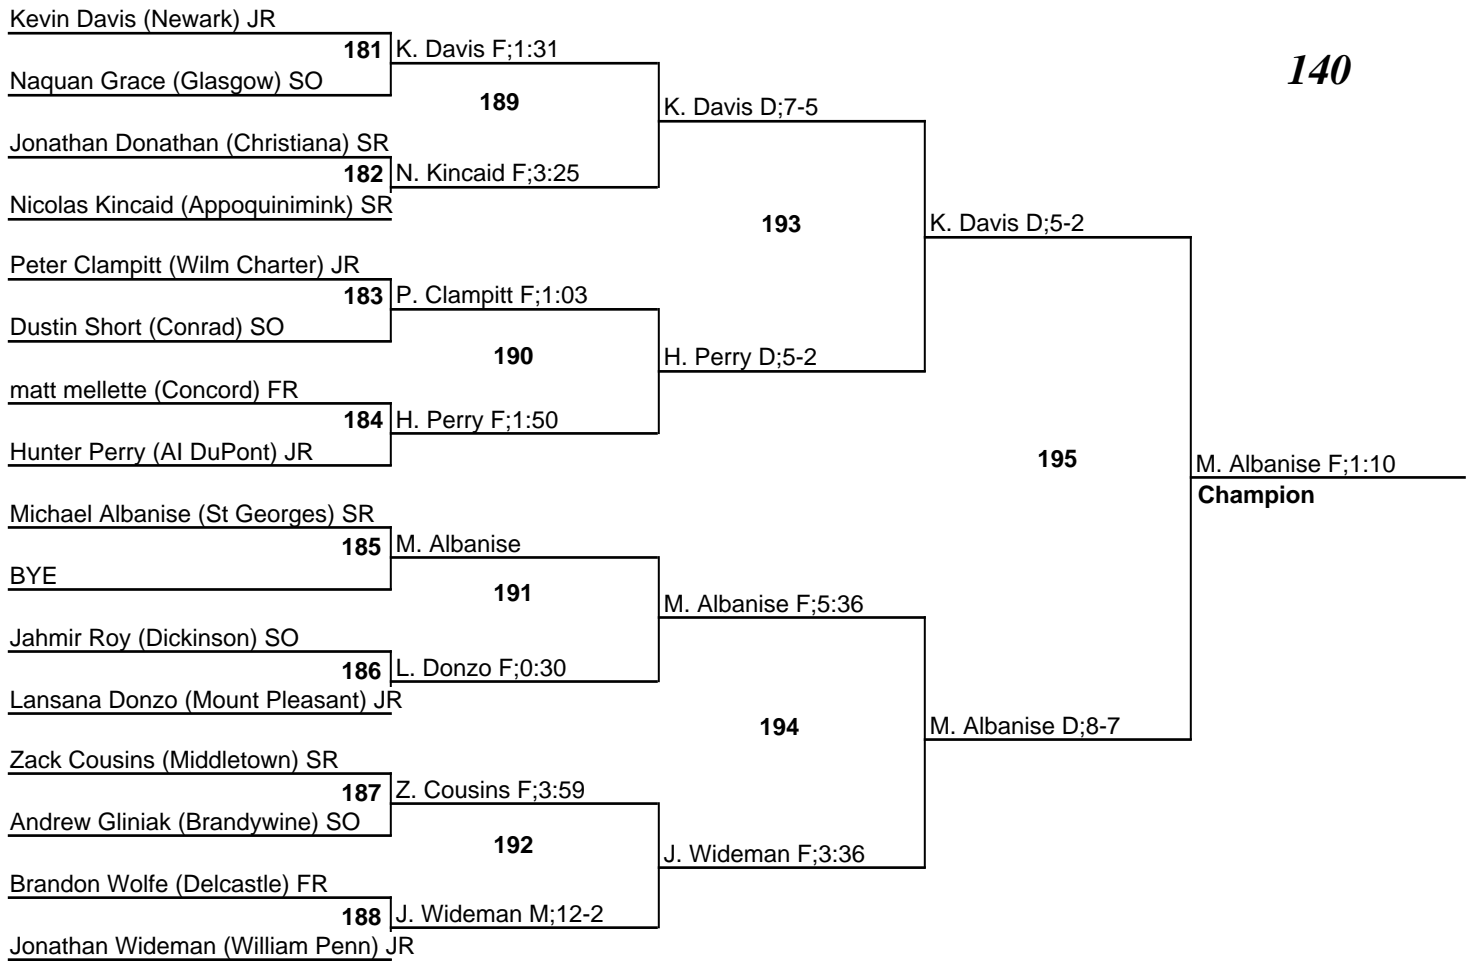 Kevin Davis (Newark) JR
181 K. Davis F;1:31
140
Naquan Grace (Glasgow) SO
189
K. Davis D;7-5
Jonathan Donathan (Christiana) SR
182 N. Kincaid F;3:25
Nicolas Kincaid (Appoquinimink) SR
193
K. Davis D;5-2
Peter Clampitt (Wilm Charter) JR
183 P. Clampitt F;1:03
Dustin Short (Conrad) SO
190
H. Perry D;5-2
matt mellette (Concord) FR
184 H. Perry F;1:50
Hunter Perry (AI DuPont) JR
195
M. Albanise F;1:10
Champion
Michael Albanise (St Georges) SR
185 M. Albanise
BYE
191
M. Albanise F;5:36
Jahmir Roy (Dickinson) SO
186 L. Donzo F;0:30
Lansana Donzo (Mount Pleasant) JR
194
M. Albanise D;8-7
Zack Cousins (Middletown) SR
187 Z. Cousins F;3:59
Andrew Gliniak (Brandywine) SO
192
J. Wideman F;3:36
Brandon Wolfe (Delcastle) FR
188 J. Wideman M;12-2
Jonathan Wideman (William Penn) JR